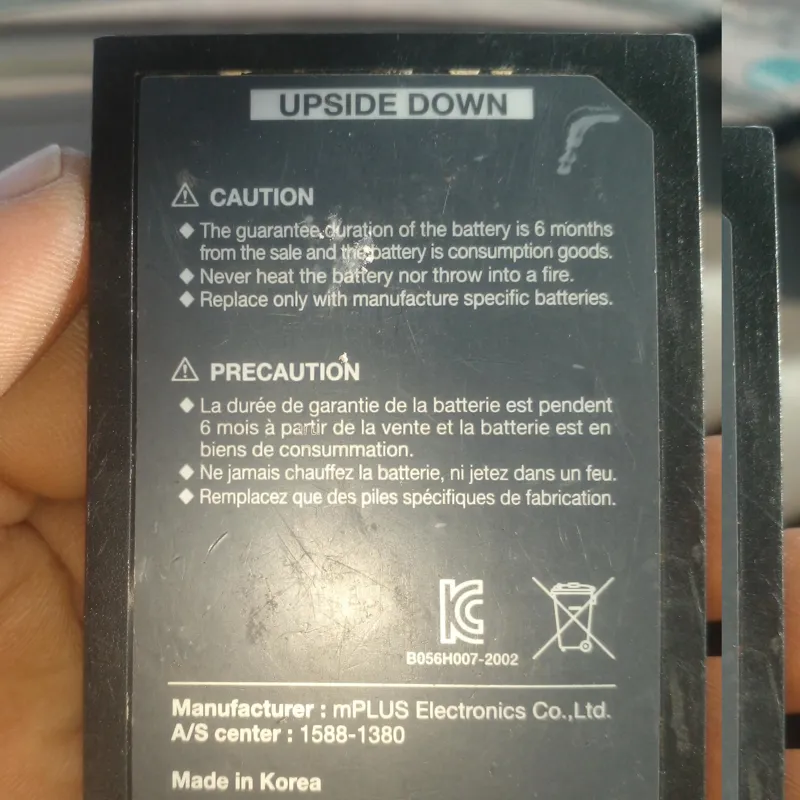 UPSIDE DOWN
⚠ CAUTION
◆ The guarantee duration of the battery is 6 months
from the sale and the battery is consumption goods.
◆ Never heat the battery nor throw into a fire.
◆ Replace only with manufacture specific batteries.
⚠ PRECAUTION
◆ La durée de garantie de la batterie est pendent
6 mois à partir de la vente et la batterie est en
biens de consummation.
◆ Ne jamais chauffez la batterie, ni jetez dans un feu.
◆ Remplacez que des piles spécifiques de fabrication.
B056H007-2002
Manufacturer : mPLUS Electronics Co.,Ltd.
A/S center : 1588-1380
Made in Korea